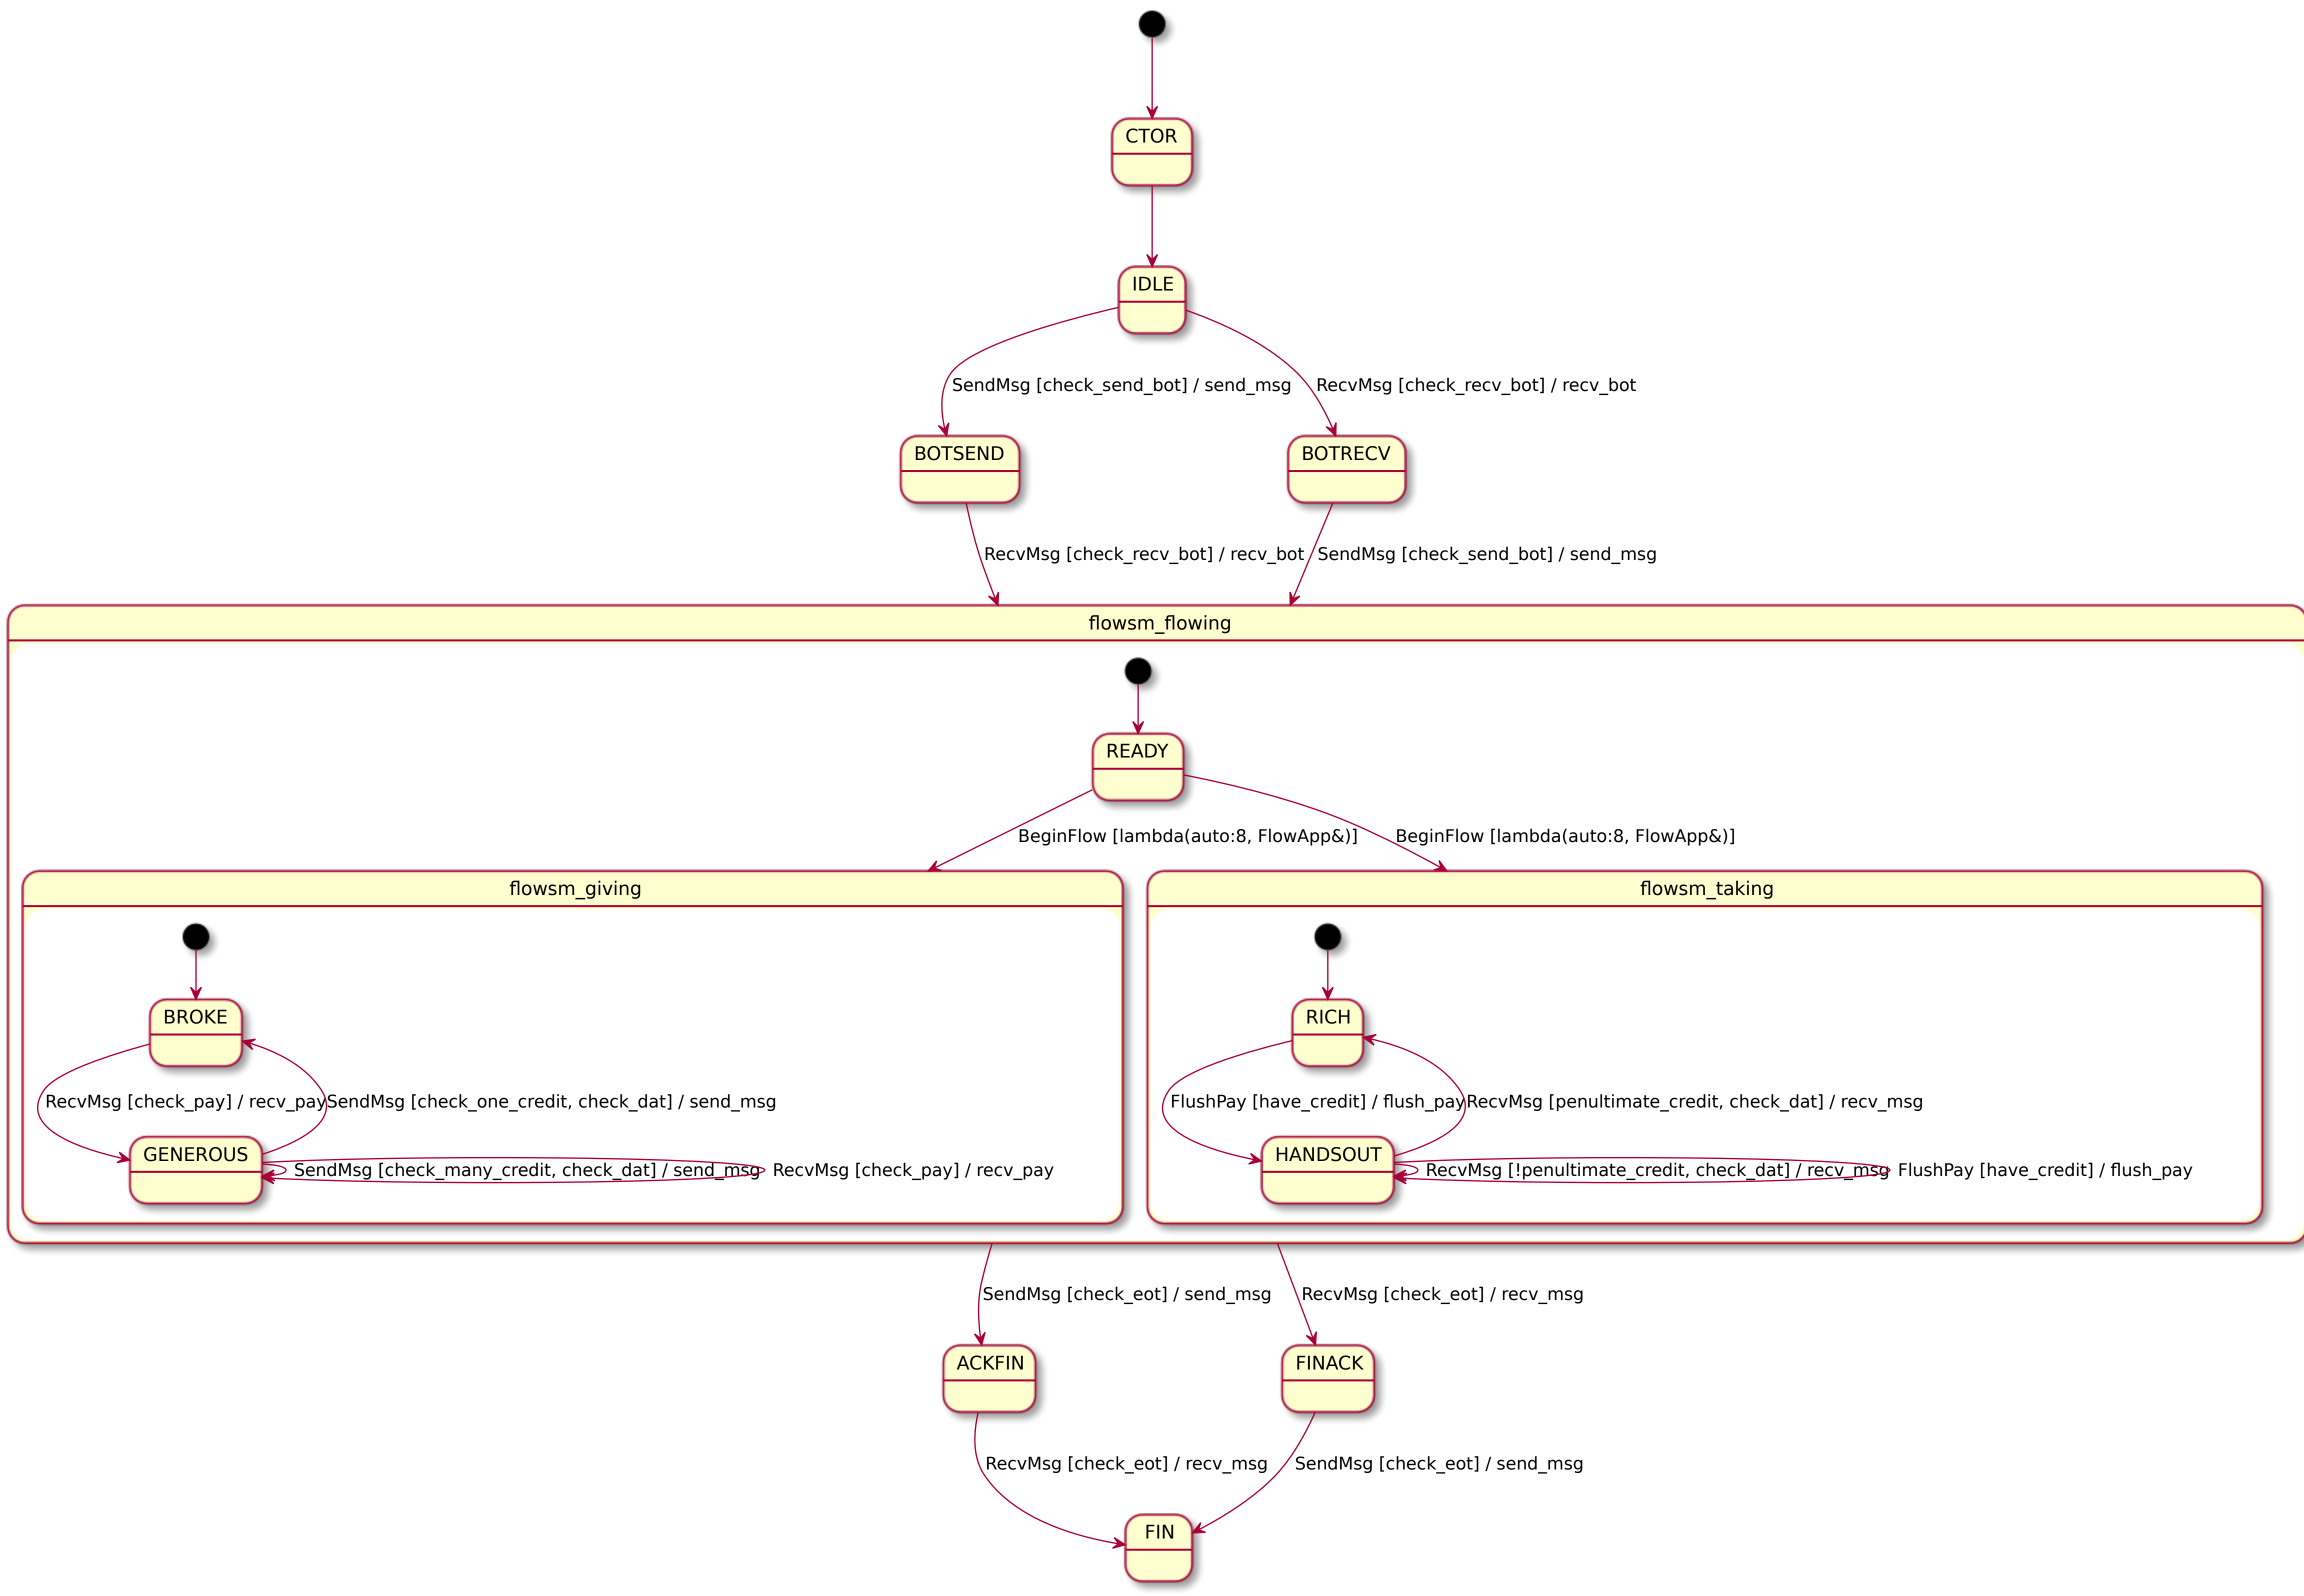 CTOR
IDLE
SendMsg [check_send_bot] / send_msg
RecvMsg [check_recv_bot] / recv_bot
BOTSEND
BOTRECV
RecvMsg [check_recv_bot] / recv_bot
SendMsg [check_send_bot] / send_msg
flowsm_flowing
READY
BeginFlow [lambda(auto:8, FlowApp&)]
BeginFlow [lambda(auto:8, FlowApp&)]
flowsm_giving
flowsm_taking
BROKE
RICH
RecvMsg [check_pay] / recv_pay
SendMsg [check_one_credit, check_dat] / send_msg
FlushPay [have_credit] / flush_pay
RecvMsg [penultimate_credit, check_dat] / recv_msg
GENEROUS
SendMsg [check_many_credit, check_dat] / send_msg
RecvMsg [check_pay] / recv_pay
HANDSOUT
RecvMsg [!penultimate_credit, check_dat] / recv_msg
FlushPay [have_credit] / flush_pay
SendMsg [check_eot] / send_msg
RecvMsg [check_eot] / recv_msg
ACKFIN
FINACK
RecvMsg [check_eot] / recv_msg
SendMsg [check_eot] / send_msg
FIN